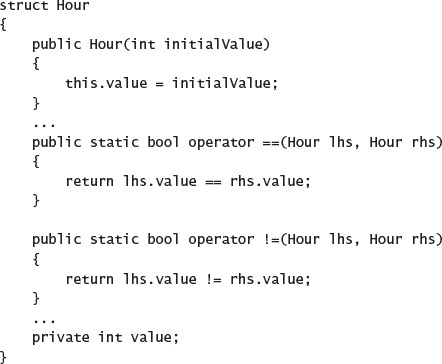 struct Hour
{
    public Hour(int initialValue)
    {
        this.value = initialValue;
    }
    ...
    public static bool operator ==(Hour lhs, Hour rhs)
    {
        return lhs.value == rhs.value;
    }

    public static bool operator !=(Hour lhs, Hour rhs)
    {
        return lhs.value != rhs.value;
    }
    ...
    private int value;
}